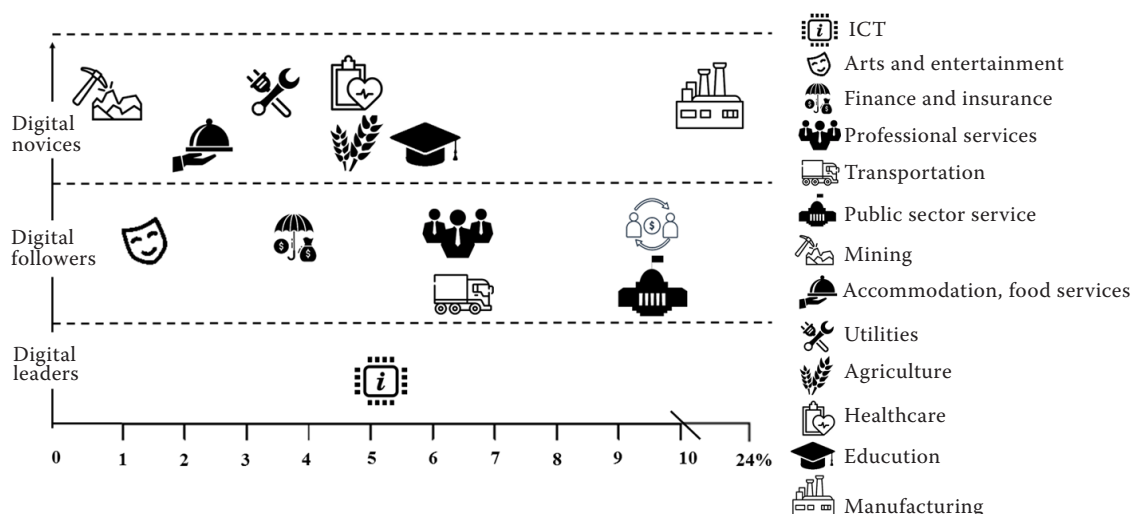 Digital
novices
Digital
followers
Digital
leaders
i
$
$
$
0 1 2 3 4 5 6 7 8 9 10 24%
i ICT
Arts and entertainment
$ $ Finance and insurance
Professional services
Transportation
Public sector service
Mining
Accommodation, food services
Utilities
Agriculture
Healthcare
Educution
Manufacturing